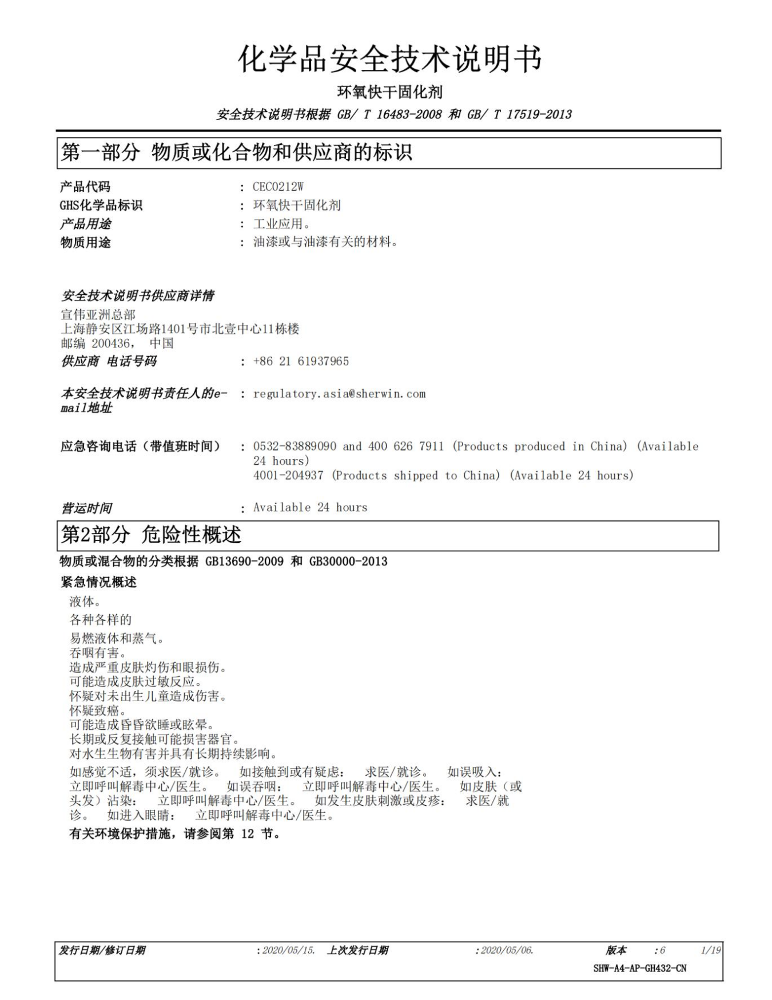 化学品安全技术说明书
环氧快干固化剂
安全技术说明书根据 GB/ T 16483-2008 和 GB/ T 17519-2013
第一部分 物质或化合物和供应商的标识
产品代码 : CEC0212W
GHS化学品标识 : 环氧快干固化剂
产品用途 : 工业应用。
物质用途 : 油漆或与油漆有关的材料。
安全技术说明书供应商详情
宣伟亚洲总部
上海静安区江场路1401号市北壹中心11栋楼
邮编 200436， 中国
供应商 电话号码 : +86 21 61937965
本安全技术说明书责任人的e- : regulatory.asia@sherwin.com
mail地址
应急咨询电话（带值班时间） : 0532-83889090 and 400 626 7911 (Products produced in China) (Available
24 hours)
4001-204937 (Products shipped to China) (Available 24 hours)
营运时间 : Available 24 hours
第2部分 危险性概述
物质或混合物的分类根据 GB13690-2009 和 GB30000-2013
紧急情况概述
液体。
各种各样的
易燃液体和蒸气。
吞咽有害。
造成严重皮肤灼伤和眼损伤。
可能造成皮肤过敏反应。
怀疑对未出生儿童造成伤害。
怀疑致癌。
可能造成昏昏欲睡或眩晕。
长期或反复接触可能损害器官。
对水生生物有害并具有长期持续影响。
如感觉不适，须求医/就诊。 如接触到或有疑虑： 求医/就诊。 如误吸入：
立即呼叫解毒中心/医生。 如误吞咽： 立即呼叫解毒中心/医生。 如皮肤（或
头发）沾染： 立即呼叫解毒中心/医生。 如发生皮肤刺激或皮疹： 求医/就
诊。 如进入眼睛： 立即呼叫解毒中心/医生。
有关环境保护措施，请参阅第 12 节。
发行日期/修订日期 : 2020/05/15. 上次发行日期 : 2020/05/06. 版本 : 6 1/19
SHW-A4-AP-GH432-CN